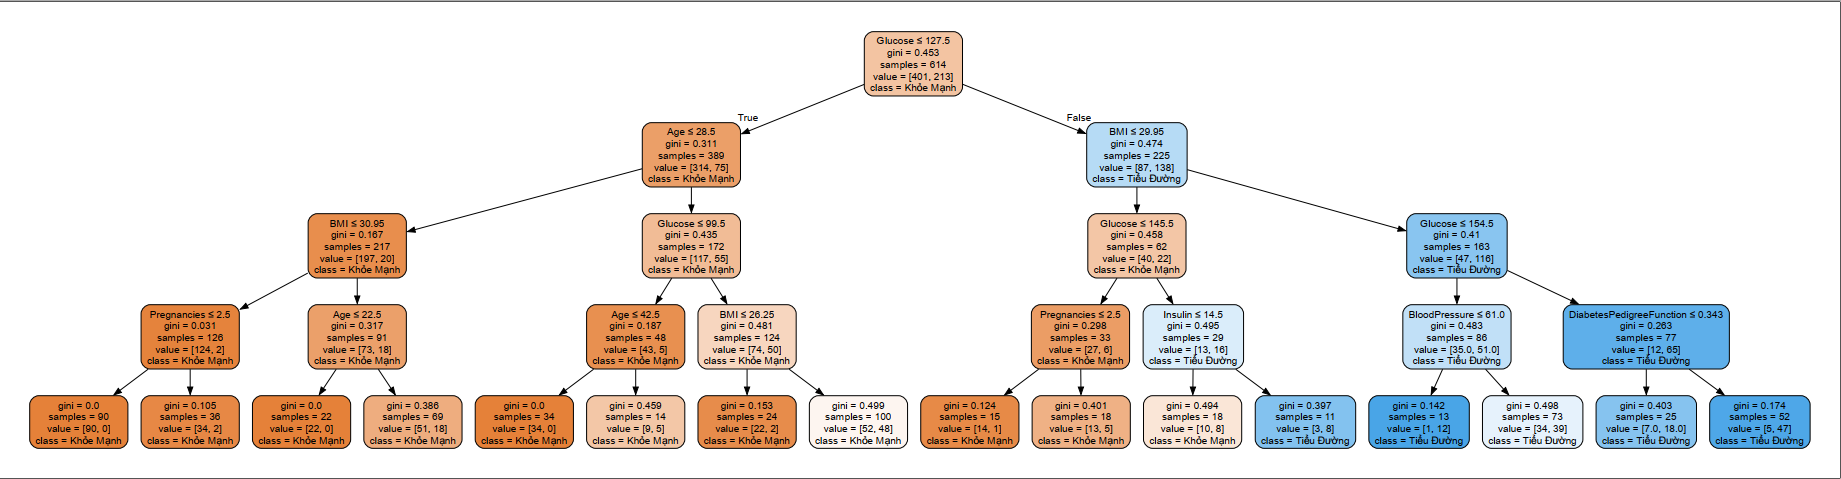 Glucose ≤ 127.5
gini = 0.453
samples = 614
value = [401, 213]
class = Khỏe Mạnh
True
False
Age ≤ 28.5
gini = 0.311
samples = 389
value = [314, 75]
class = Khỏe Mạnh
BMI ≤ 29.95
gini = 0.474
samples = 225
value = [87, 138]
class = Tiểu Đường
BMI ≤ 30.95
gini = 0.167
samples = 217
value = [197, 20]
class = Khỏe Mạnh
Glucose ≤ 99.5
gini = 0.435
samples = 172
value = [117, 55]
class = Khỏe Mạnh
Glucose ≤ 145.5
gini = 0.458
samples = 62
value = [40, 22]
class = Khỏe Mạnh
Glucose ≤ 154.5
gini = 0.41
samples = 163
value = [47, 116]
class = Tiểu Đường
Pregnancies ≤ 2.5
gini = 0.031
samples = 126
value = [124, 2]
class = Khỏe Mạnh
Age ≤ 22.5
gini = 0.317
samples = 91
value = [73, 18]
class = Khỏe Mạnh
Age ≤ 42.5
gini = 0.187
samples = 48
value = [43, 5]
class = Khỏe Mạnh
BMI ≤ 26.25
gini = 0.481
samples = 124
value = [74, 50]
class = Khỏe Mạnh
Pregnancies ≤ 2.5
gini = 0.298
samples = 33
value = [27, 6]
class = Khỏe Mạnh
Insulin ≤ 14.5
gini = 0.495
samples = 29
value = [13, 16]
class = Tiểu Đường
BloodPressure ≤ 61.0
gini = 0.483
samples = 86
value = [35.0, 51.0]
class = Tiểu Đường
DiabetesPedigreeFunction ≤ 0.343
gini = 0.263
samples = 77
value = [12, 65]
class = Tiểu Đường
gini = 0.0
samples = 90
value = [90, 0]
class = Khỏe Mạnh
gini = 0.105
samples = 36
value = [34, 2]
class = Khỏe Mạnh
gini = 0.0
samples = 22
value = [22, 0]
class = Khỏe Mạnh
gini = 0.386
samples = 69
value = [51, 18]
class = Khỏe Mạnh
gini = 0.0
samples = 34
value = [34, 0]
class = Khỏe Mạnh
gini = 0.459
samples = 14
value = [9, 5]
class = Khỏe Mạnh
gini = 0.153
samples = 24
value = [22, 2]
class = Khỏe Mạnh
gini = 0.499
samples = 100
value = [52, 48]
class = Khỏe Mạnh
gini = 0.124
samples = 15
value = [14, 1]
class = Khỏe Mạnh
gini = 0.401
samples = 18
value = [13, 5]
class = Khỏe Mạnh
gini = 0.494
samples = 18
value = [10, 8]
class = Khỏe Mạnh
gini = 0.397
samples = 11
value = [3, 8]
class = Tiểu Đường
gini = 0.142
samples = 13
value = [1, 12]
class = Tiểu Đường
gini = 0.498
samples = 73
value = [34, 39]
class = Tiểu Đường
gini = 0.403
samples = 25
value = [7.0, 18.0]
class = Tiểu Đường
gini = 0.174
samples = 52
value = [5, 47]
class = Tiểu Đường